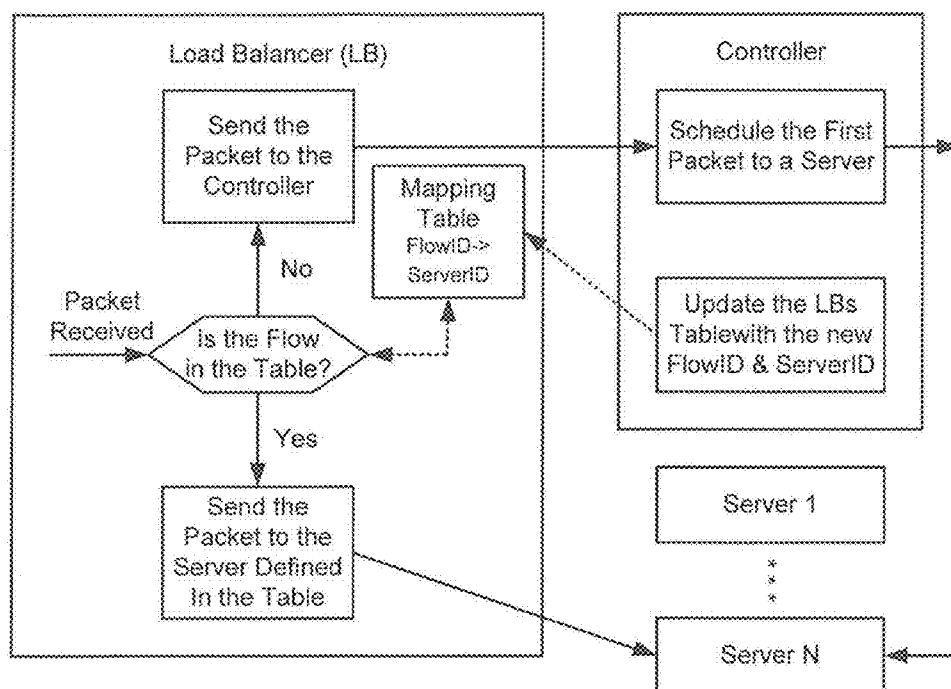 Load Balancer (LB)
Send the
Packet to the
Controller
Mapping
Table
FlowID->
ServerID
No
Packet
Received
Is the Flow
in the Table?
Yes
Send the
Packet to the
Server Defined
In the Table
Controller
Schedule the First
Packet to a Server
Update the LBs
Tablewith the new
FlowID & ServerID
Server 1
Server N